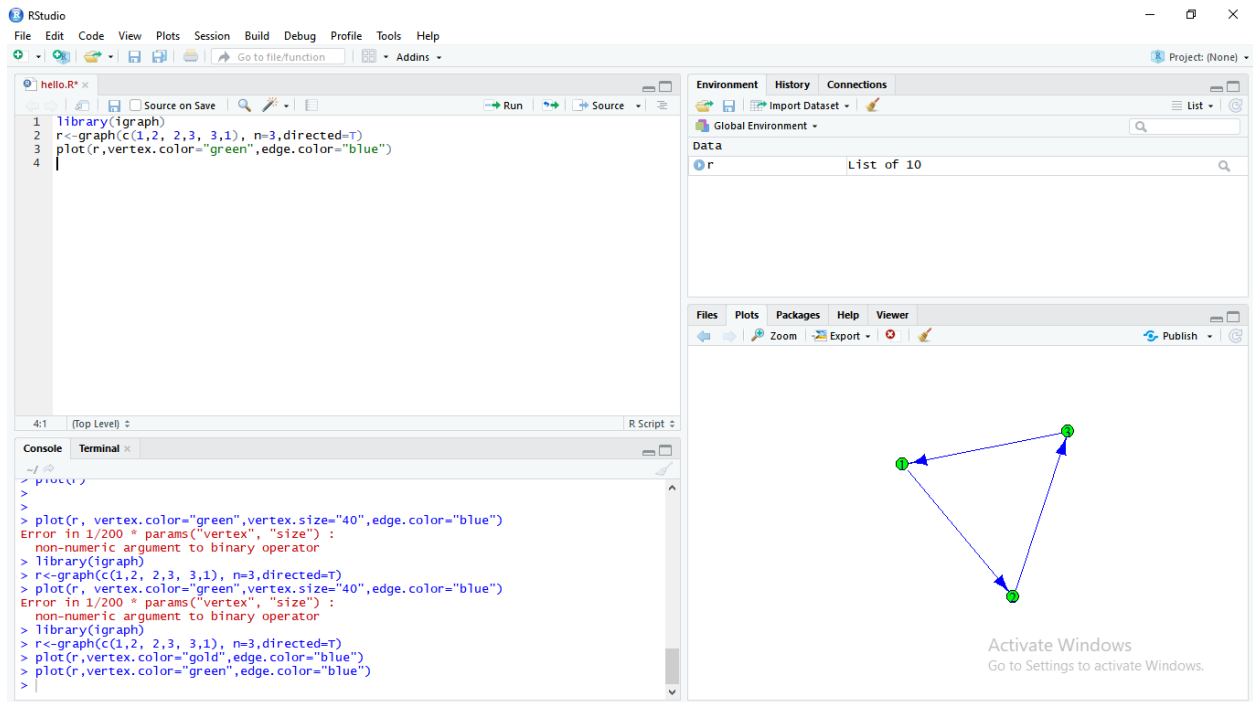 RStudio
File Edit Code View Plots Session Build Debug Profile Tools Help
Go to file/function Addins
Project: (None)
hello.R*
Source on Save Run Source
1 library(igraph)
2 r<-graph(c(1,2, 2,3, 3,1), n=3,directed=T)
3 plot(r,vertex.color="green",edge.color="blue")
4
4:1 (Top Level) R Script
Console Terminal
~/
> plot(r)
>
>
> plot(r, vertex.color="green",vertex.size="40",edge.color="blue")
Error in 1/200 * params("vertex", "size") :
non-numeric argument to binary operator
> library(igraph)
> r<-graph(c(1,2, 2,3, 3,1), n=3,directed=T)
> plot(r, vertex.color="green",vertex.size="40",edge.color="blue")
Error in 1/200 * params("vertex", "size") :
non-numeric argument to binary operator
> library(igraph)
> r<-graph(c(1,2, 2,3, 3,1), n=3,directed=T)
> plot(r,vertex.color="gold",edge.color="blue")
> plot(r,vertex.color="green",edge.color="blue")
>
Environment History Connections
Import Dataset List
Global Environment
Data
r List of 10
Files Plots Packages Help Viewer
Zoom Export Publish
3
1
2
Activate Windows
Go to Settings to activate Windows.